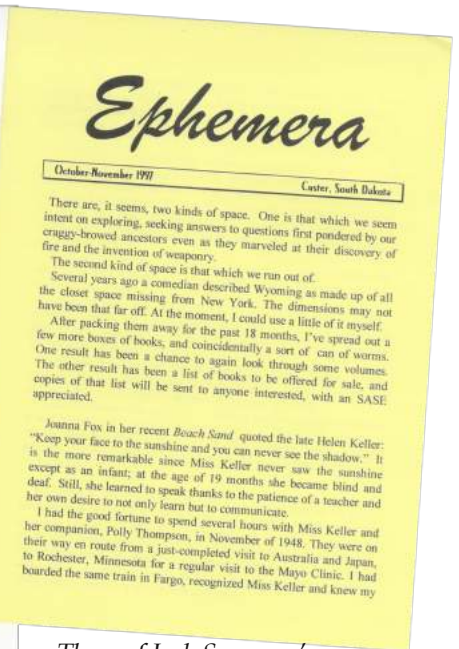 Ephemera
October-November 1997
Custer, South Dakota
There are, it seems, two kinds of space. One is that which we seem
intent on exploring, seeking answers to questions first pondered by our
craggy-browed ancestors even as they marveled at their discovery of
fire and the invention of weaponry.
The second kind of space is that which we run out of.
Several years ago a comedian described Wyoming as made up of all
the closet space missing from New York. The dimensions may not
have been that far off. At the moment, I could use a little of it myself.
After packing them away for the past 18 months, I've spread out a
few more boxes of books, and coincidentally a sort of can of worms.
One result has been a chance to again look through some volumes.
The other result has been a list of books to be offered for sale, and
copies of that list will be sent to anyone interested, with an SASE
appreciated.
Joanna Fox in her recent Beach Sand quoted the late Helen Keller:
"Keep your face to the sunshine and you can never see the shadow." It
is the more remarkable since Miss Keller never saw the sunshine
except as an infant; at the age of 19 months she became blind and
deaf. Still, she learned to speak thanks to the patience of a teacher and
her own desire to not only learn but to communicate.
I had the good fortune to spend several hours with Miss Keller and
her companion, Polly Thompson, in November of 1948. They were on
their way en route from a just-completed visit to Australia and Japan,
to Rochester, Minnesota for a regular visit to the Mayo Clinic. I had
boarded the same train in Fargo, recognized Miss Keller and knew my